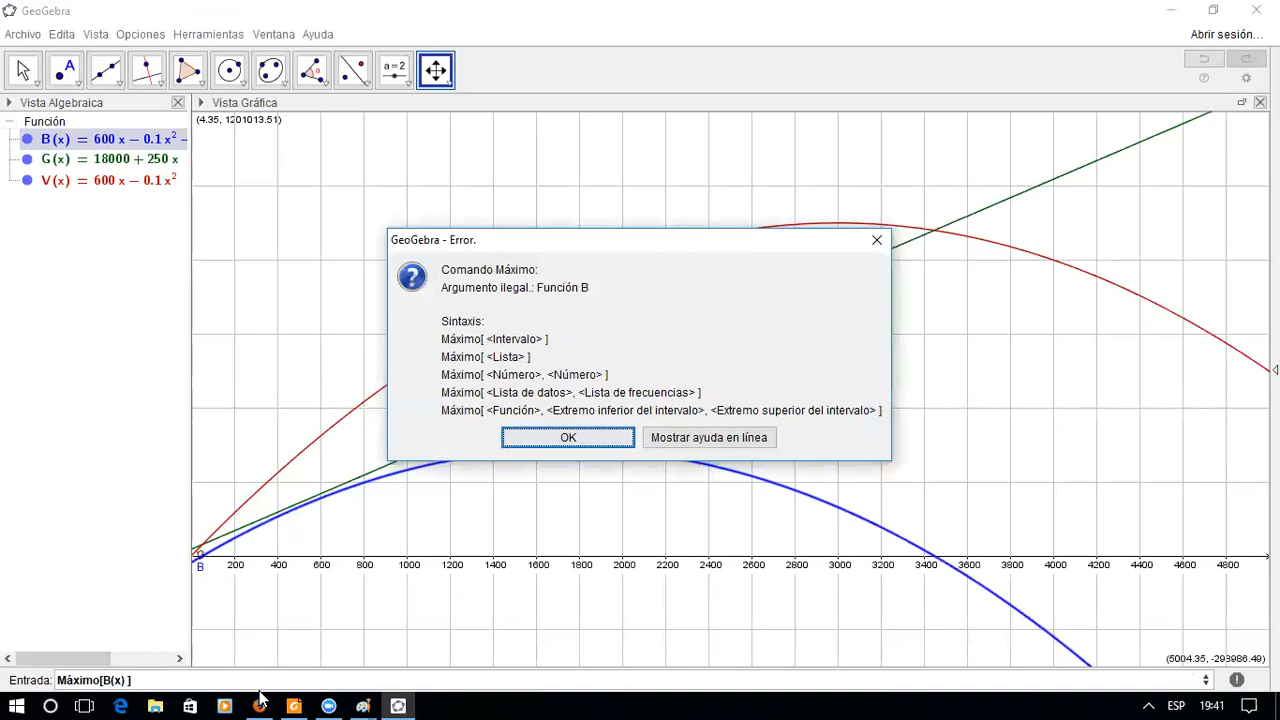 GeoGebra
Archivo Edita Vista Opciones Herramientas Ventana Ayuda
Abrir sesión...
A
α
a = 2
Vista Algebraica
Vista Gráfica
Función
B(x) = 600 x − 0.1 x² −
G(x) = 18000 + 250 x
V(x) = 600 x − 0.1 x²
(4.35, 1201013.51)
GeoGebra - Error.
Comando Máximo:
Argumento ilegal.: Función B
Sintaxis:
Máximo[ <Intervalo> ]
Máximo[ <Lista> ]
Máximo[ <Número>, <Número> ]
Máximo[ <Lista de datos>, <Lista de frecuencias> ]
Máximo[ <Función>, <Extremo inferior del intervalo>, <Extremo superior del intervalo> ]
OK Mostrar ayuda en línea
B
200 400 600 800 1000 1200 1400 1600 1800 2000 2200 2400 2600 2800 3000 3200 3400 3600 3800 4000 4200 4400 4600 4800
(5004.35, -293986.49)
Entrada: Máximo[B(x) ]
ESP 19:41